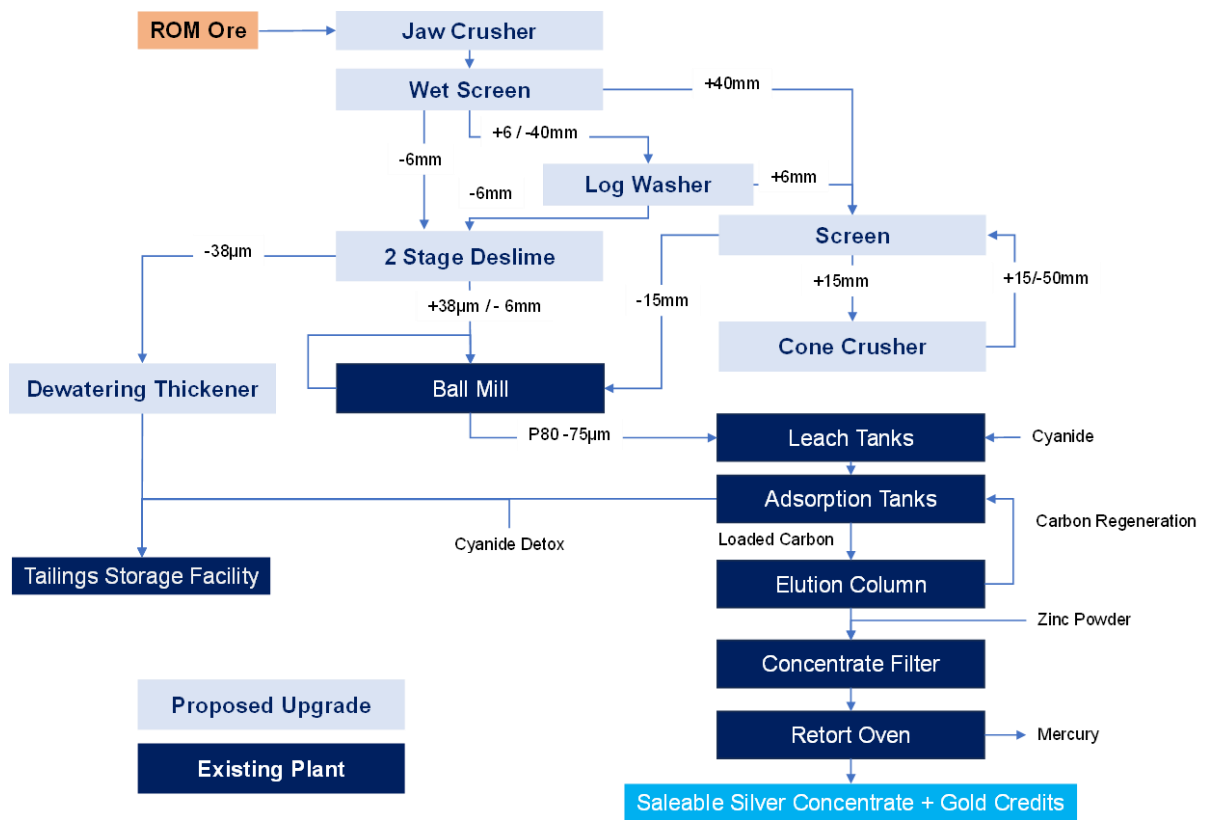 ROM Ore
Jaw Crusher
Wet Screen
+40mm
+6 / -40mm
-6mm
Log Washer
+6mm
-6mm
Screen
-38µm
2 Stage Deslime
+15mm
+15/-50mm
-15mm
+38µm / - 6mm
Cone Crusher
Dewatering Thickener
Ball Mill
P80 -75µm
Leach Tanks
Cyanide
Adsorption Tanks
Carbon Regeneration
Loaded Carbon
Cyanide Detox
Tailings Storage Facility
Elution Column
Zinc Powder
Concentrate Filter
Proposed Upgrade
Retort Oven
Mercury
Existing Plant
Saleable Silver Concentrate + Gold Credits